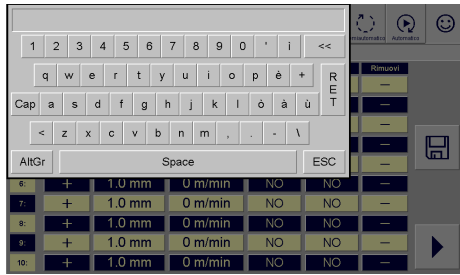 1 2 3 4 5 6 7 8 9 0 ' ì <<
q w e r t y u i o p è + RET
Cap a s d f g h j k l ò à ù
< z x c v b n m , . - \
AltGr Space ESC
Automatico
Rimuovi
—
—
—
—
—
6: + 1.0 mm 0 m/min NO NO —
7: + 1.0 mm 0 m/min NO NO —
8: + 1.0 mm 0 m/min NO NO —
9: + 1.0 mm 0 m/min NO NO —
10: + 1.0 mm 0 m/min NO NO —